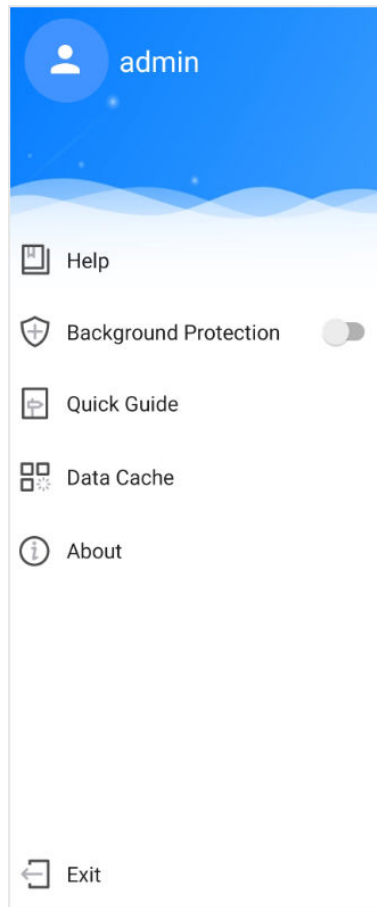 admin
Help
Background Protection
Quick Guide
Data Cache
About
Exit